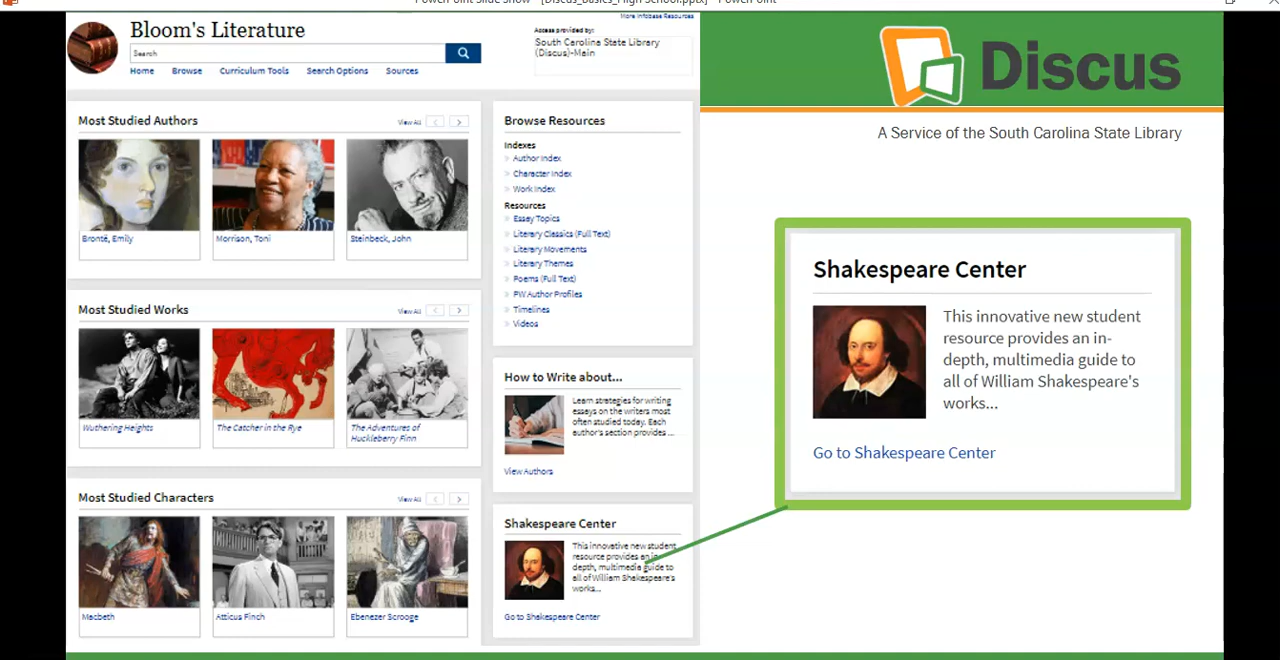 PowerPoint Slide Show - [Discus_Basics_High School.pptx] - PowerPoint
Bloom's Literature
Search
Home Browse Curriculum Tools Search Options Sources
More Infobase Resources
Access provided by:
South Carolina State Library
(Discus)-Main
Most Studied Authors
View All
Brontë, Emily
Morrison, Toni
Steinbeck, John
Most Studied Works
View All
Wuthering Heights
The Catcher in the Rye
The Adventures of
Huckleberry Finn
Most Studied Characters
View All
Macbeth
Atticus Finch
Ebenezer Scrooge
Browse Resources
Indexes
Author Index
Character Index
Work Index
Resources
Essay Topics
Literary Classics (Full Text)
Literary Movements
Literary Themes
Poems (Full Text)
PW Author Profiles
Timelines
Videos
How to Write about...
Learn strategies for writing
essays on the writers most
often studied today. Each
author's section provides ...
View Authors
Shakespeare Center
This innovative new student
resource provides an in-
depth, multimedia guide to
all of William Shakespeare's
works...
Go to Shakespeare Center
Discus
A Service of the South Carolina State Library
Shakespeare Center
This innovative new student
resource provides an in-
depth, multimedia guide to
all of William Shakespeare's
works...
Go to Shakespeare Center